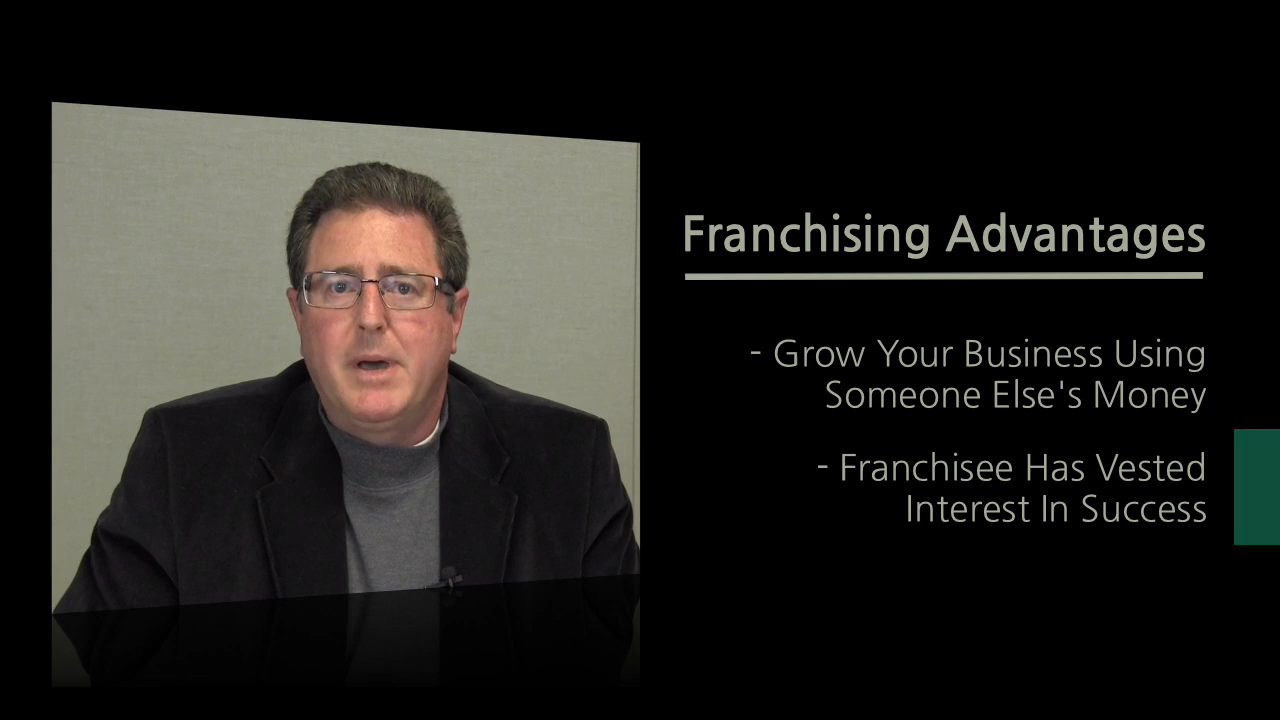 Franchising Advantages
- Grow Your Business Using
Someone Else's Money
- Franchisee Has Vested
Interest In Success